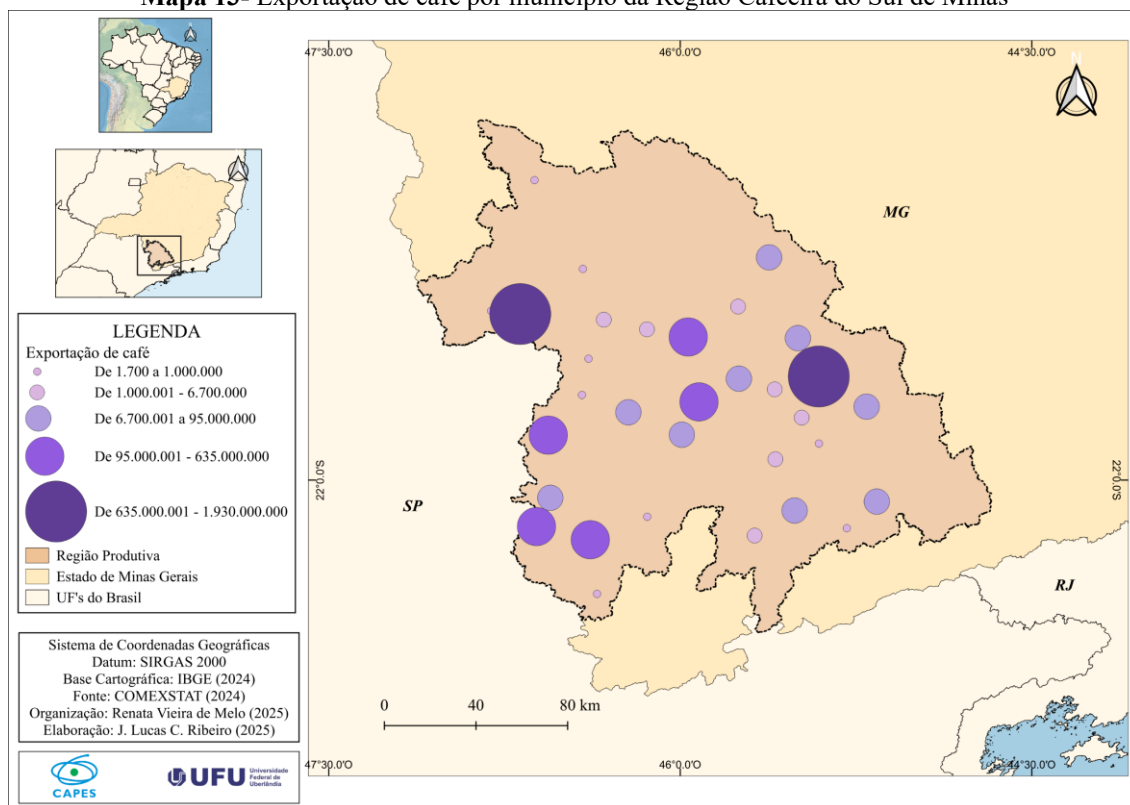 Mapa 13- Exportação de café por município da Região Cafeeira do Sul de Minas
47°30.0'O
46°0.0'O
44°30.0'O
N
MG
LEGENDA
Exportação de café
De 1.700 a 1.000.000
De 1.000.001 - 6.700.000
De 6.700.001 a 95.000.000
De 95.000.001 - 635.000.000
De 635.000.001 - 1.930.000.000
Região Produtiva
Estado de Minas Gerais
UF's do Brasil
22°0.0'S
22°0.0'S
SP
RJ
Sistema de Coordenadas Geográficas
Datum: SIRGAS 2000
Base Cartográfica: IBGE (2024)
Fonte: COMEXSTAT (2024)
Organização: Renata Vieira de Melo (2025)
Elaboração: J. Lucas C. Ribeiro (2025)
0 40 80 km
CAPES
UFU Universidade
Federal de
Uberlândia
47°30.0'O
46°0.0'O
44°30.0'O